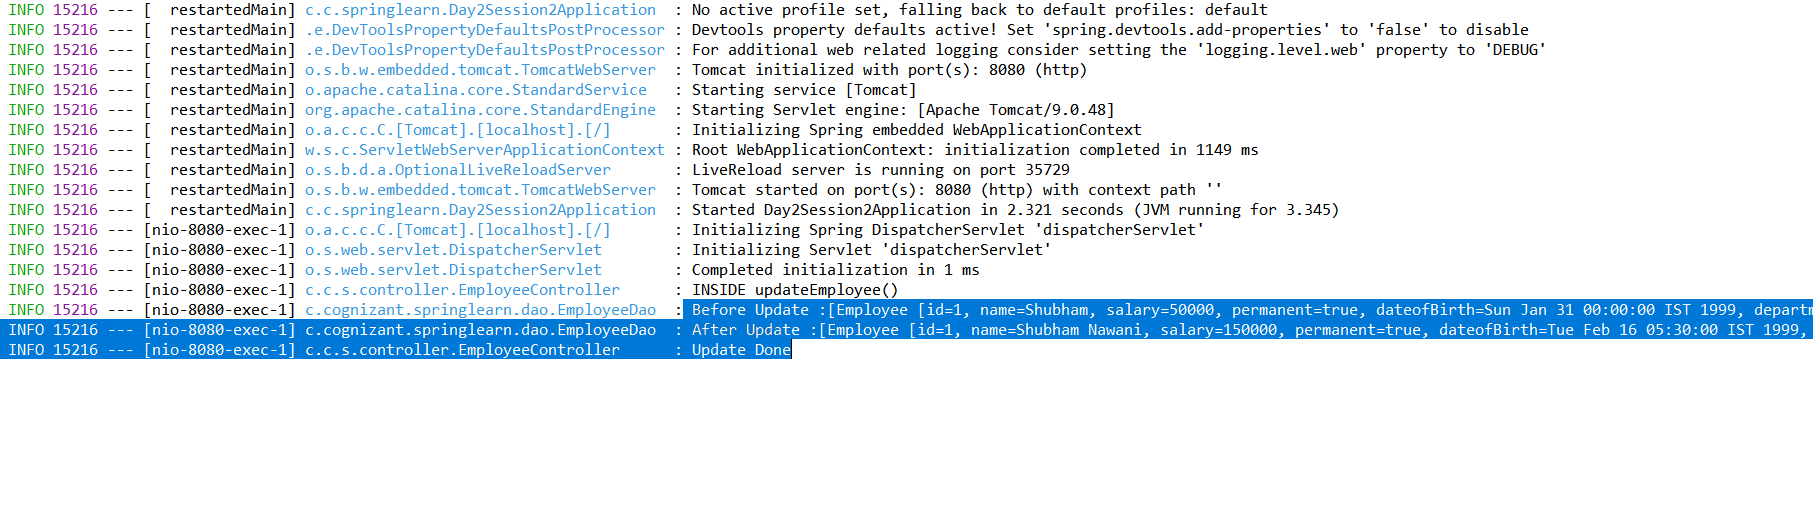 INFO 15216 --- [  restartedMain] c.c.springlearn.Day2Session2Application  : No active profile set, falling back to default profiles: default
INFO 15216 --- [  restartedMain] .e.DevToolsPropertyDefaultsPostProcessor : Devtools property defaults active! Set 'spring.devtools.add-properties' to 'false' to disable
INFO 15216 --- [  restartedMain] .e.DevToolsPropertyDefaultsPostProcessor : For additional web related logging consider setting the 'logging.level.web' property to 'DEBUG'
INFO 15216 --- [  restartedMain] o.s.b.w.embedded.tomcat.TomcatWebServer  : Tomcat initialized with port(s): 8080 (http)
INFO 15216 --- [  restartedMain] o.apache.catalina.core.StandardService   : Starting service [Tomcat]
INFO 15216 --- [  restartedMain] org.apache.catalina.core.StandardEngine  : Starting Servlet engine: [Apache Tomcat/9.0.48]
INFO 15216 --- [  restartedMain] o.a.c.c.C.[Tomcat].[localhost].[/]       : Initializing Spring embedded WebApplicationContext
INFO 15216 --- [  restartedMain] w.s.c.ServletWebServerApplicationContext : Root WebApplicationContext: initialization completed in 1149 ms
INFO 15216 --- [  restartedMain] o.s.b.d.a.OptionalLiveReloadServer       : LiveReload server is running on port 35729
INFO 15216 --- [  restartedMain] o.s.b.w.embedded.tomcat.TomcatWebServer  : Tomcat started on port(s): 8080 (http) with context path ''
INFO 15216 --- [  restartedMain] c.c.springlearn.Day2Session2Application  : Started Day2Session2Application in 2.321 seconds (JVM running for 3.345)
INFO 15216 --- [nio-8080-exec-1] o.a.c.c.C.[Tomcat].[localhost].[/]       : Initializing Spring DispatcherServlet 'dispatcherServlet'
INFO 15216 --- [nio-8080-exec-1] o.s.web.servlet.DispatcherServlet        : Initializing Servlet 'dispatcherServlet'
INFO 15216 --- [nio-8080-exec-1] o.s.web.servlet.DispatcherServlet        : Completed initialization in 1 ms
INFO 15216 --- [nio-8080-exec-1] c.c.s.controller.EmployeeController      : INSIDE updateEmployee()
INFO 15216 --- [nio-8080-exec-1] c.cognizant.springlearn.dao.EmployeeDao  : Before Update :[Employee [id=1, name=Shubham, salary=50000, permanent=true, dateofBirth=Sun Jan 31 00:00:00 IST 1999, depart
INFO 15216 --- [nio-8080-exec-1] c.cognizant.springlearn.dao.EmployeeDao  : After Update :[Employee [id=1, name=Shubham Nawani, salary=150000, permanent=true, dateofBirth=Tue Feb 16 05:30:00 IST 1999,
INFO 15216 --- [nio-8080-exec-1] c.c.s.controller.EmployeeController      : Update Done